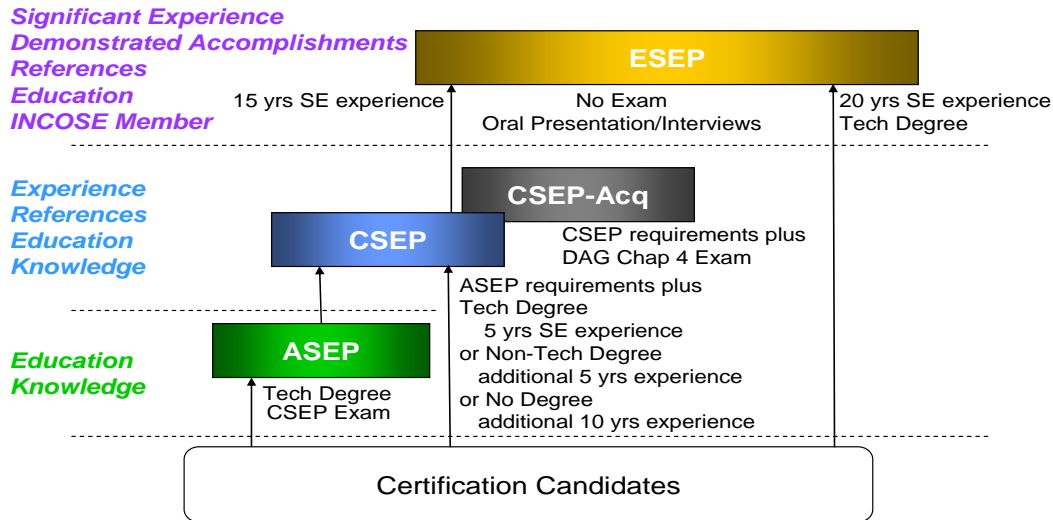 Significant Experience
Demonstrated Accomplishments
References
Education
INCOSE Member
ESEP
15 yrs SE experience
No Exam
Oral Presentation/Interviews
20 yrs SE experience
Tech Degree
Experience
References
Education
Knowledge
CSEP-Acq
CSEP
CSEP requirements plus
DAG Chap 4 Exam
ASEP requirements plus
Tech Degree
5 yrs SE experience
or Non-Tech Degree
additional 5 yrs experience
or No Degree
additional 10 yrs experience
Education
Knowledge
ASEP
Tech Degree
CSEP Exam
Certification Candidates